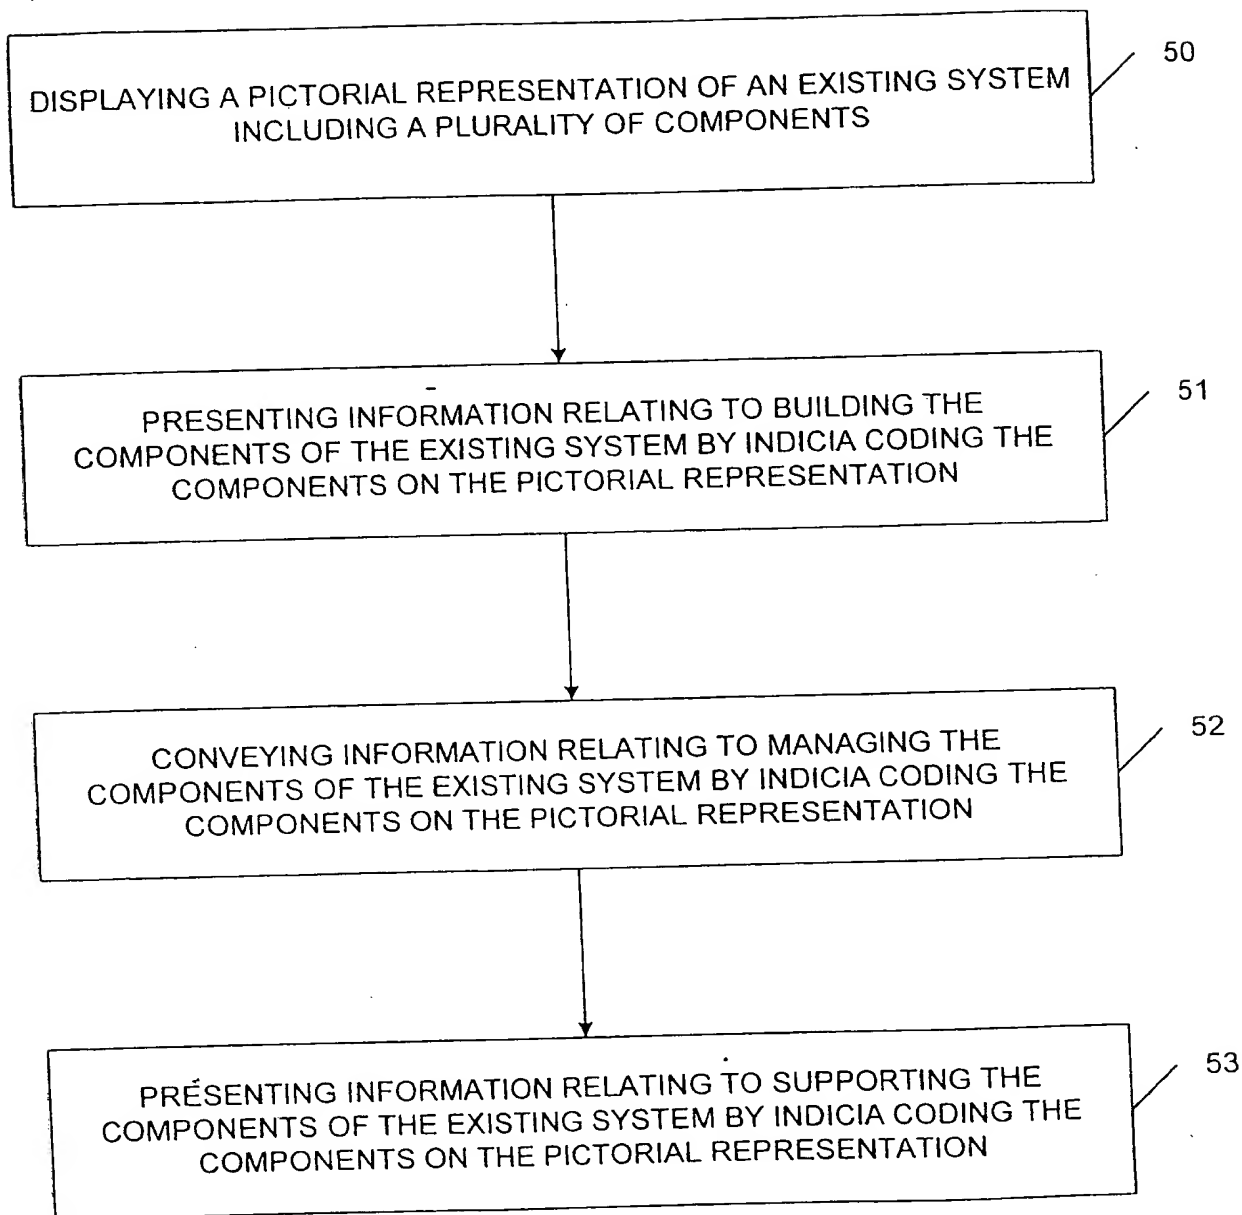 50
DISPLAYING A PICTORIAL REPRESENTATION OF AN EXISTING SYSTEM
INCLUDING A PLURALITY OF COMPONENTS
51
PRESENTING INFORMATION RELATING TO BUILDING THE
COMPONENTS OF THE EXISTING SYSTEM BY INDICIA CODING THE
COMPONENTS ON THE PICTORIAL REPRESENTATION
52
CONVEYING INFORMATION RELATING TO MANAGING THE
COMPONENTS OF THE EXISTING SYSTEM BY INDICIA CODING THE
COMPONENTS ON THE PICTORIAL REPRESENTATION
53
PRESENTING INFORMATION RELATING TO SUPPORTING THE
COMPONENTS OF THE EXISTING SYSTEM BY INDICIA CODING THE
COMPONENTS ON THE PICTORIAL REPRESENTATION